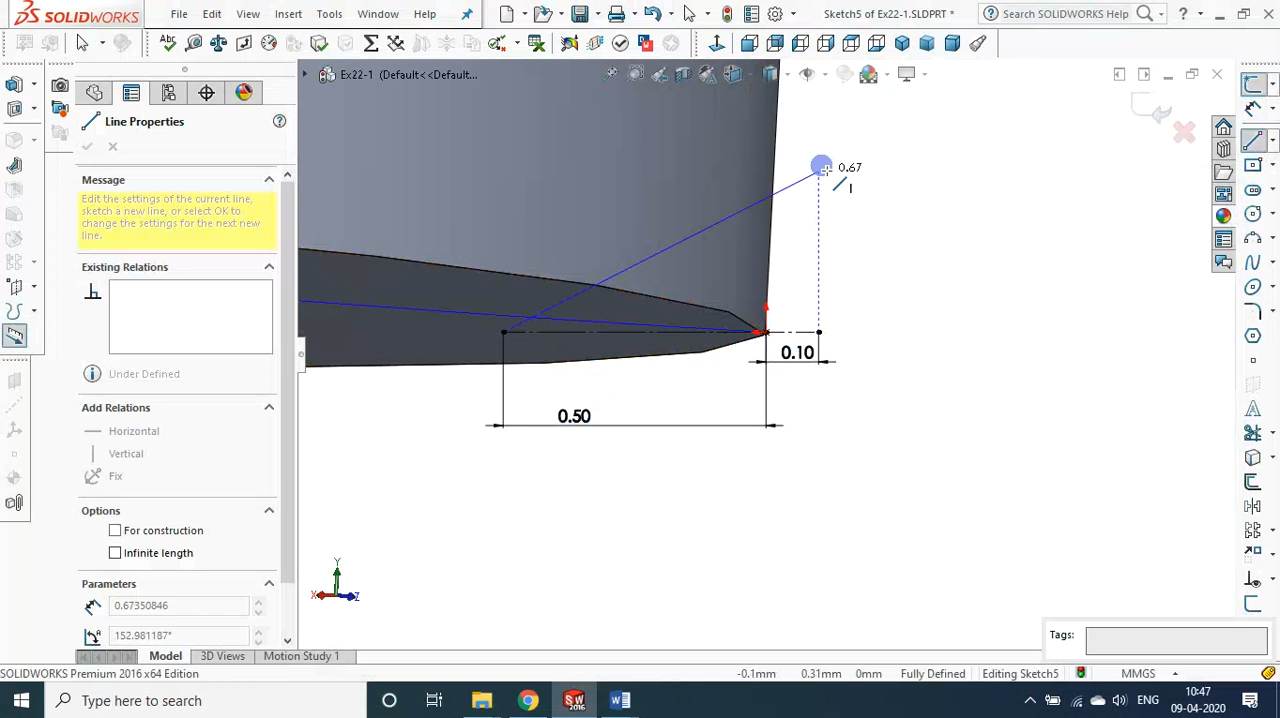 SOLIDWORKS File Edit View Insert Tools Window Help Sketch5 of Ex22-1.SLDPRT * Search SOLIDWORKS Help ?
Ex22-1 (Default<<Default...
Line Properties
Message
Edit the settings of the current line,
sketch a new line, or select OK to
change the settings for the next new
line.
Existing Relations
Under Defined
Add Relations
Horizontal
Vertical
Fix
Options
For construction
Infinite length
Parameters
0.67350846
152.981187°
0.67
0.10
0.50
Y
X
Z
Tags:
Model 3D Views Motion Study 1
SOLIDWORKS Premium 2016 x64 Edition -0.1mm 0.31mm 0mm Fully Defined Editing Sketch5 MMGS
Type here to search ENG 10:47
09-04-2020